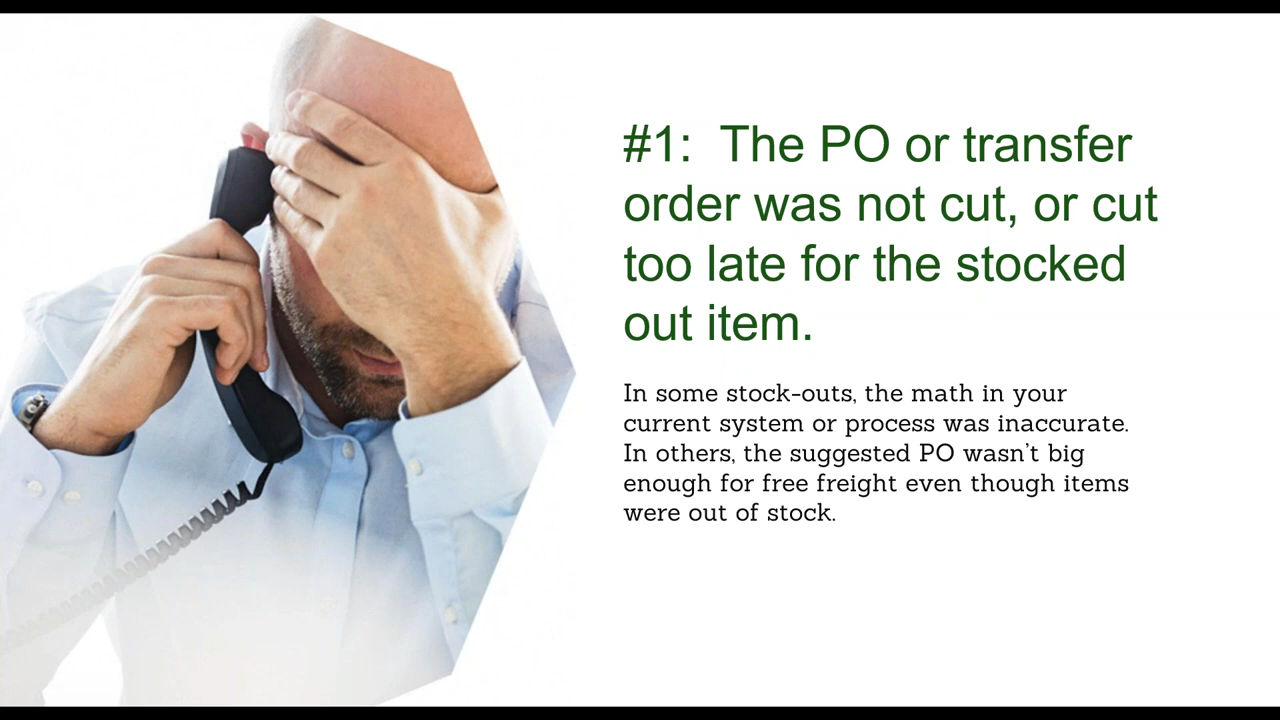 #1:  The PO or transfer
order was not cut, or cut
too late for the stocked
out item.
In some stock-outs, the math in your
current system or process was inaccurate.
In others, the suggested PO wasn’t big
enough for free freight even though items
were out of stock.